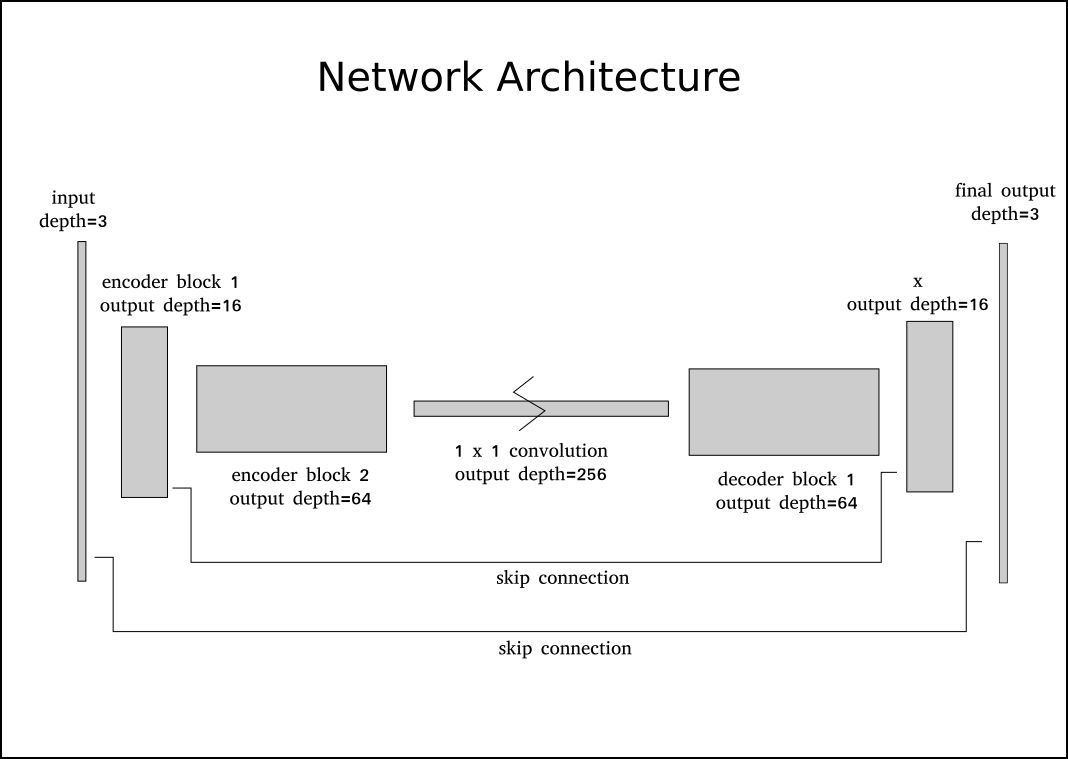 Network Architecture
input
depth=3
final output
depth=3
encoder block 1
output depth=16
x
output depth=16
1 x 1 convolution
output depth=256
encoder block 2
output depth=64
decoder block 1
output depth=64
skip connection
skip connection